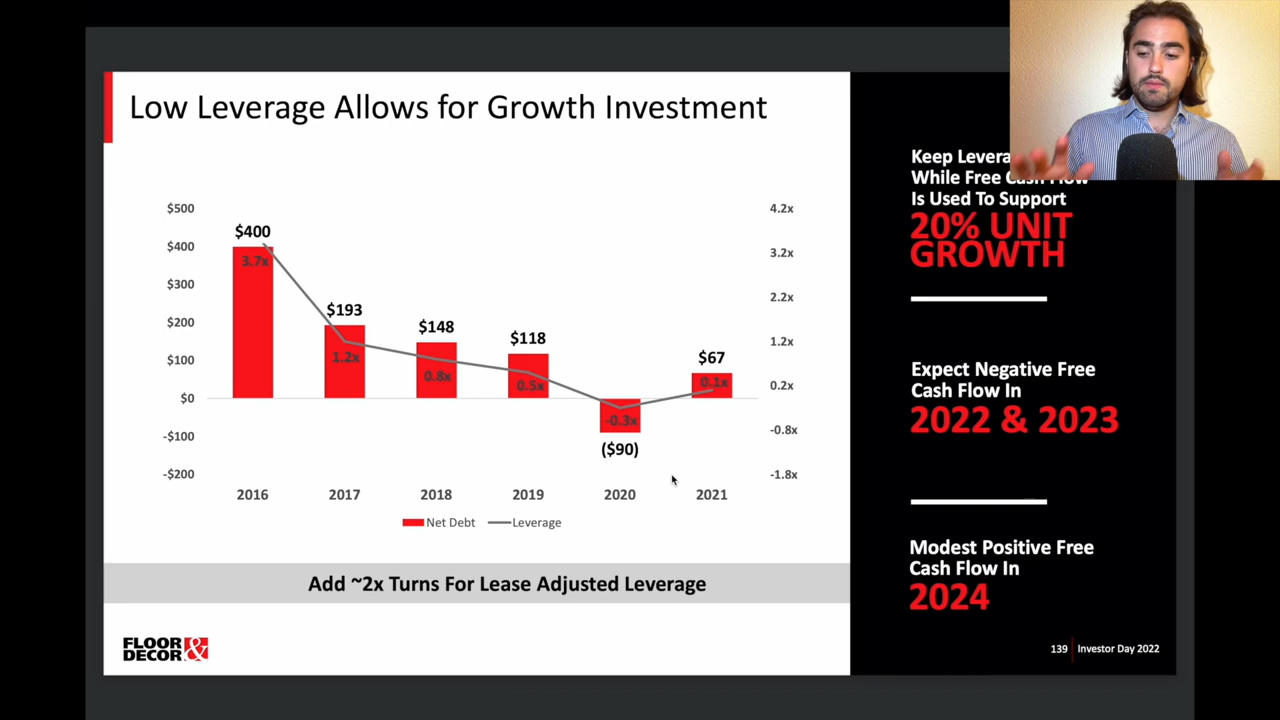 Low Leverage Allows for Growth Investment
$500
$400
$300
$200
$100
$0
-$100
-$200
4.2x
3.2x
2.2x
1.2x
0.2x
-0.8x
-1.8x
$400
3.7x
$193
1.2x
$148
0.8x
$118
0.5x
($90)
-0.3x
$67
0.1x
2016 2017 2018 2019 2020 2021
Net Debt Leverage
Add ~2x Turns For Lease Adjusted Leverage
FLOOR &
DECOR
Keep
While Free Cash Flow
Is Used To Support
20% UNIT
GROWTH
Expect Negative Free
Cash Flow In
2022 & 2023
Modest Positive Free
Cash Flow In
2024
139 Investor Day 2022